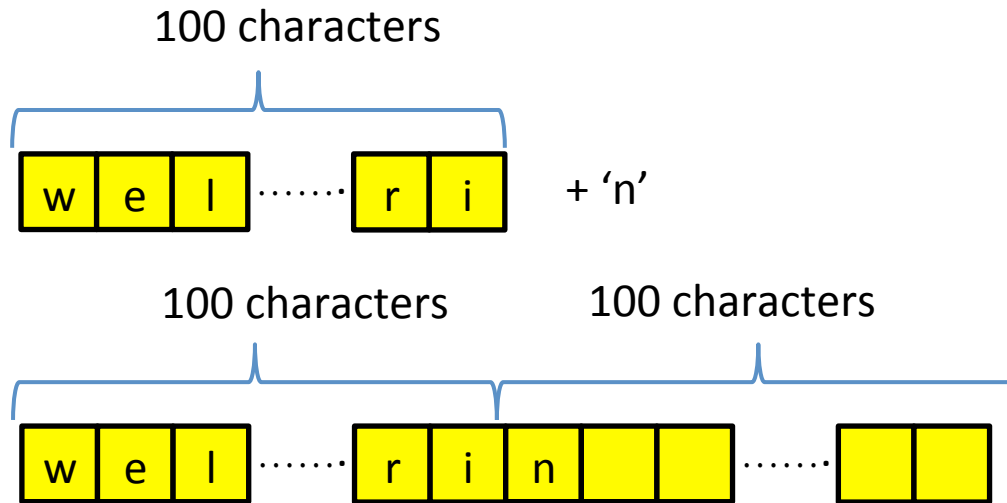 100 characters
w e l ....... r i + ‘n’
100 characters 100 characters
w e l ....... r i n .......